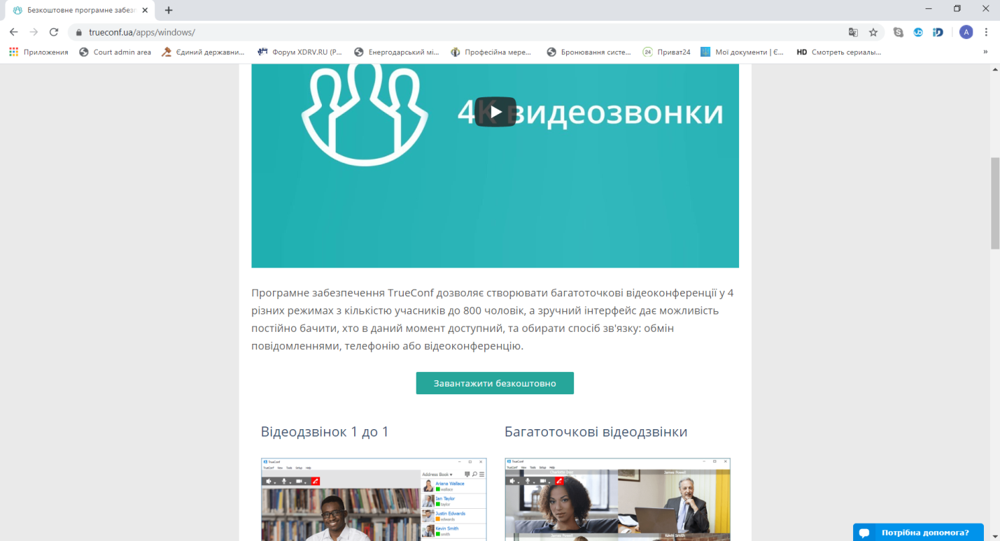 Безкоштовне програмне забезп
trueconf.ua/apps/windows/
A
Приложения
Court admin area
Єдиний державни...
Форум XDRV.RU (P...
Енергодарський мі...
Професійна мере...
Бронювання систе...
24 Приват24
Мої документи | Є...
HD Смотреть сериалы...
»
4К видеозвонки
Програмне забезпечення TrueConf дозволяє створювати багатоточкові відеоконференції у 4
різних режимах з кількістю учасників до 800 чоловік, а зручний інтерфейс дає можливість
постійно бачити, хто в даний момент доступний, та обирати спосіб зв'язку: обмін
повідомленнями, телефонію або відеоконференцію.
Завантажити безкоштовно
Відеодзвінок 1 до 1
TrueConf
TrueConf View Tools Setup Help
Address Book
Ariana Wallace
wallace
Ian Taylor
taylor
Justin Edwards
edwards
Kevin Smith
smith
Багатоточкові відеодзвінки
TrueConf
TrueConf View Tools Setup Help
James Powell
James Powell
Kevin Smith
Потрібна допомога?